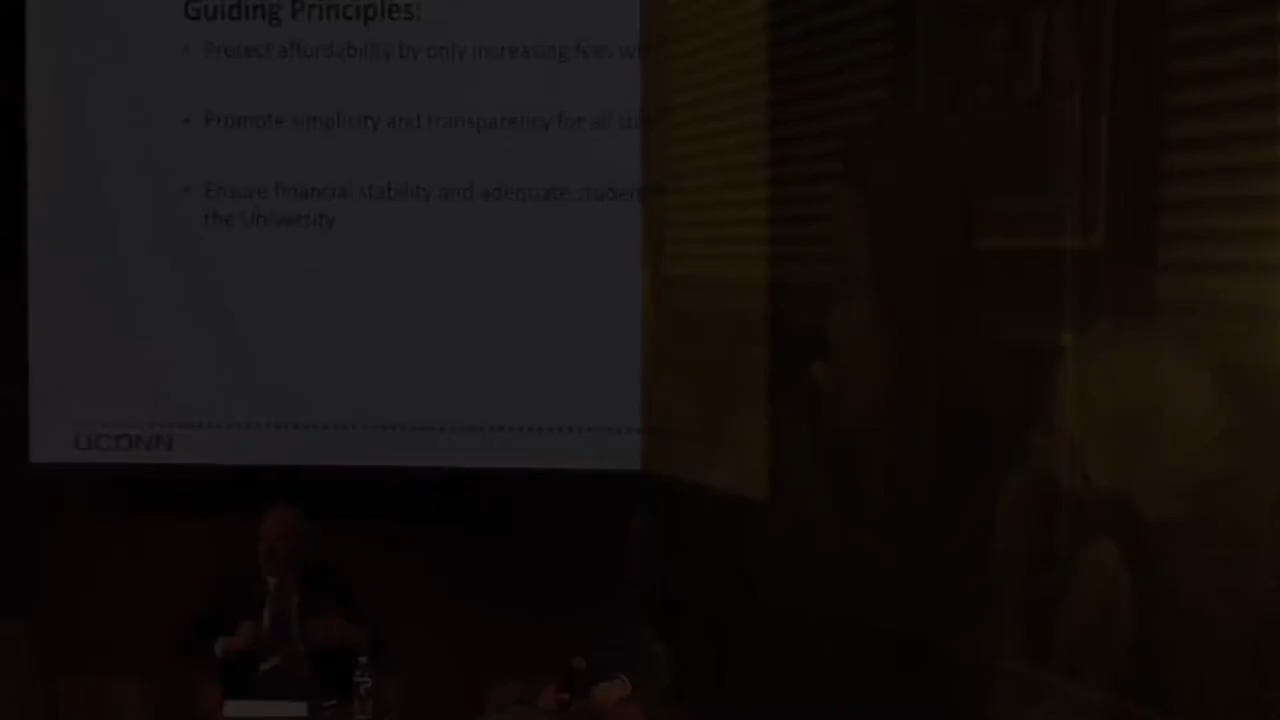 Guiding Principles:
• Protect affordability by only increasing fees
• Promote simplicity and transparency for all
• Ensure financial stability and adequate student
the University
UCONN